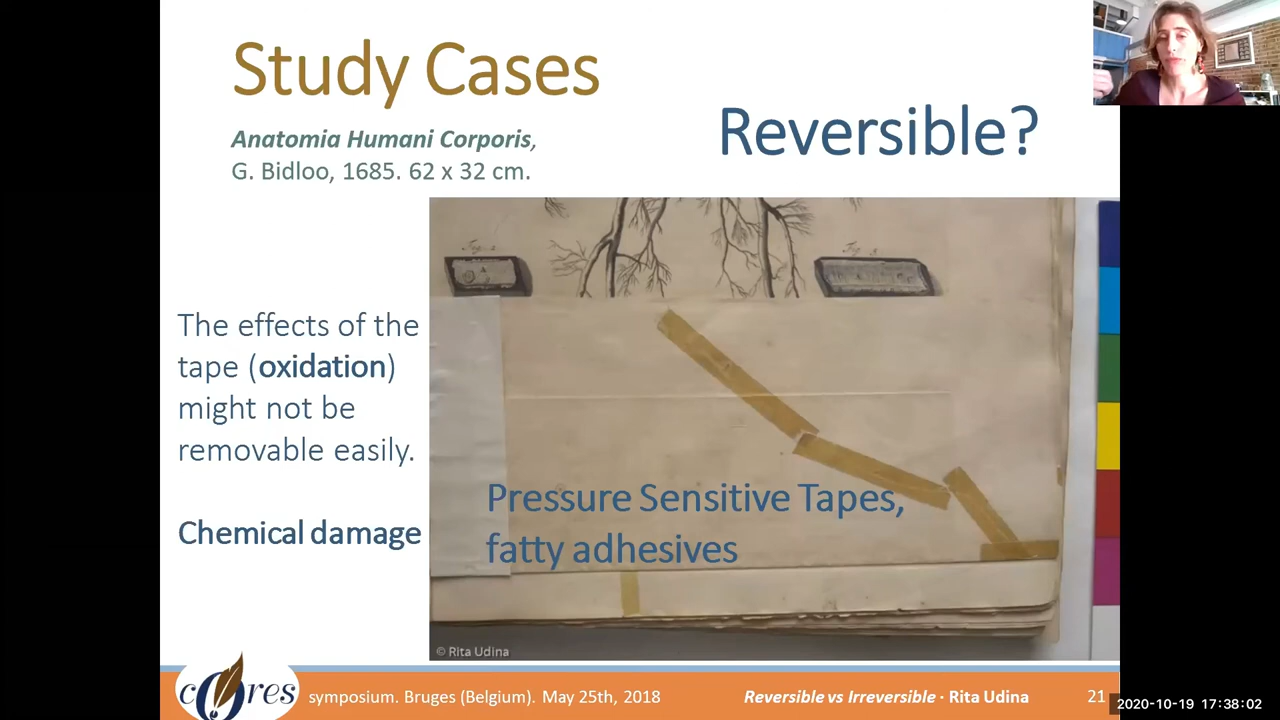 Study Cases
Reversible?
Anatomia Humani Corporis,
G. Bidloo, 1685. 62 x 32 cm.
The effects of the
tape (oxidation)
might not be
removable easily.
Chemical damage
Pressure Sensitive Tapes,
fatty adhesives
© Rita Udina
cores
symposium. Bruges (Belgium). May 25th, 2018
Reversible vs Irreversible · Rita Udina
21
2020-10-19 17:38:02